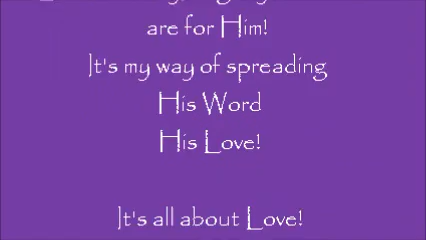 are for Him!
It's my way of spreading
His Word
His Love!
It's all about Love!